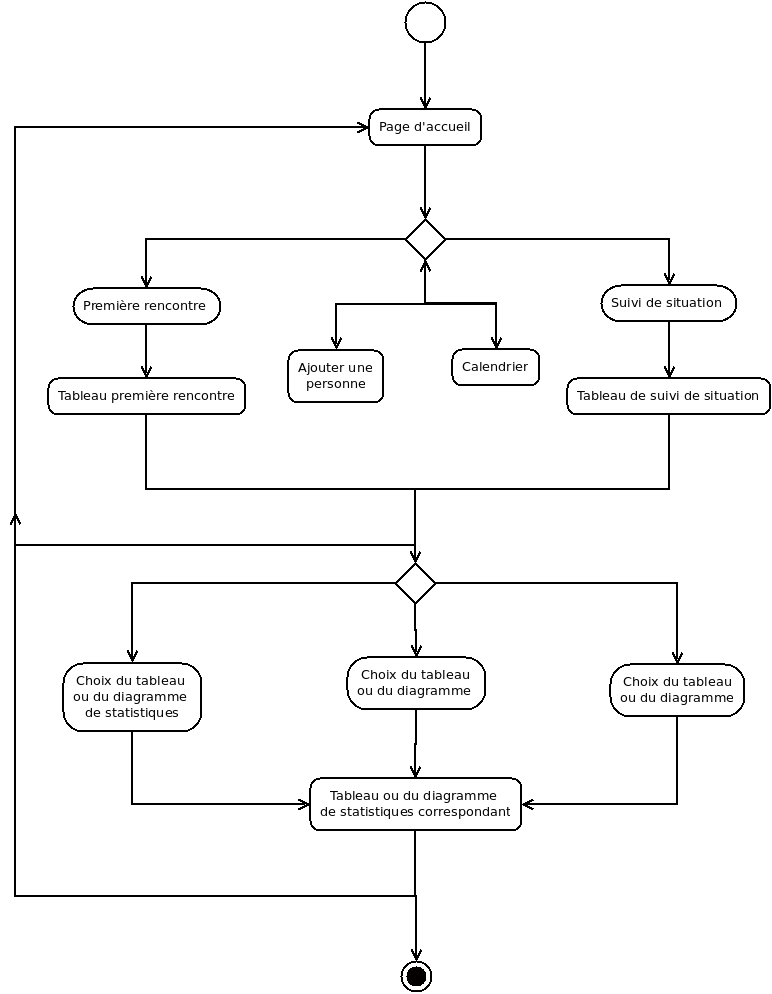 Page d'accueil
Première rencontre
Suivi de situation
Ajouter une
personne
Calendrier
Tableau première rencontre
Tableau de suivi de situation
Choix du tableau
ou du diagramme
de statistiques
Choix du tableau
ou du diagramme
Choix du tableau
ou du diagramme
Tableau ou du diagramme
de statistiques correspondant